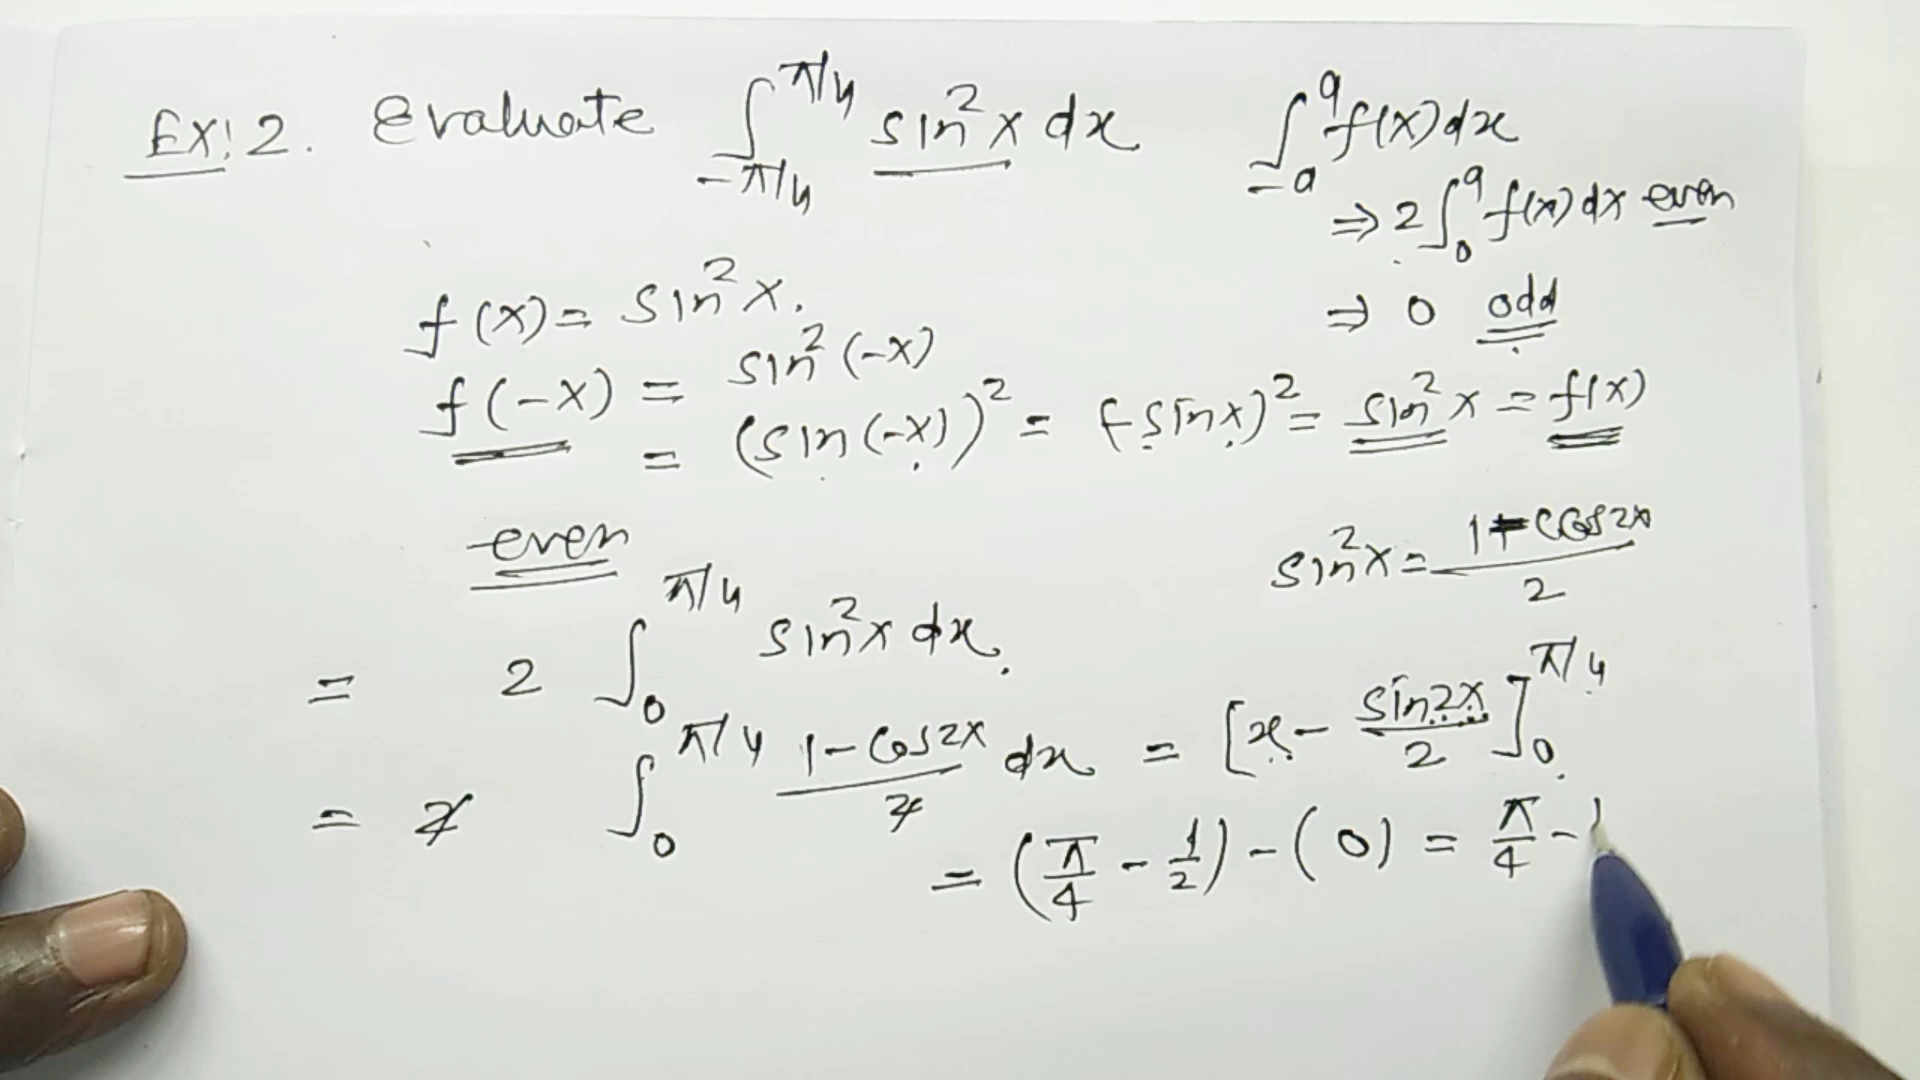 Ex! 2. Evaluate ∫_{-π/4}^{π/4} sin²x dx
∫_{-a}^{a} f(x) dx
⇒ 2∫_0^a f(x) dx even
⇒ 0 odd
f(x) = sin²x.
f(-x) = sin²(-x)
= (sin(-x))² = (-sinx)² = sin²x = f(x)
even
sin²x = (1-cos2x)/2
= 2 ∫_0^{π/4} sin²x dx.
= 2 ∫_0^{π/4} (1-cos2x)/2 dx = [x - sin2x/2]_0^{π/4}
= (π/4 - 1/2) - (0) = π/4 - 1